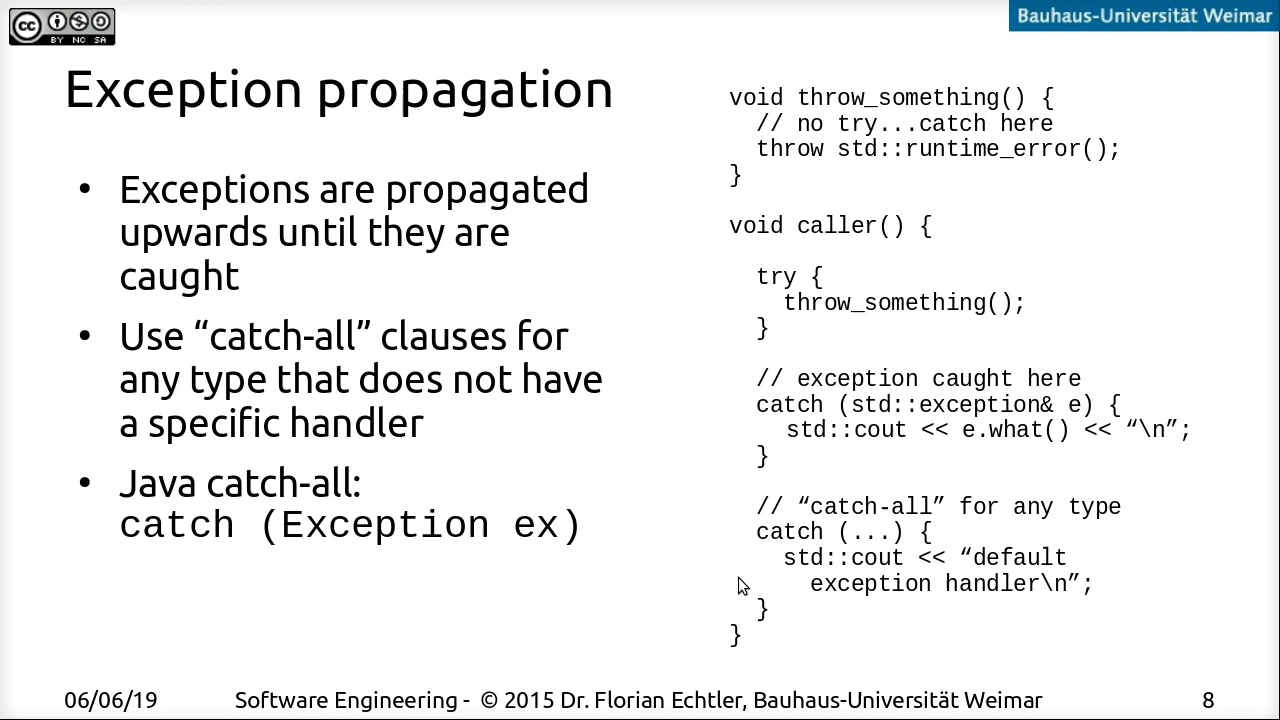 cc
BY NC SA
Bauhaus-Universität Weimar
Exception propagation
• Exceptions are propagated
upwards until they are
caught
• Use “catch-all” clauses for
any type that does not have
a specific handler
• Java catch-all:
catch (Exception ex)
void throw_something() {
// no try...catch here
throw std::runtime_error();
}
void caller() {
try {
throw_something();
}
// exception caught here
catch (std::exception& e) {
std::cout << e.what() << “\n”;
}
// “catch-all” for any type
catch (...) {
std::cout << “default
exception handler\n”;
}
}
06/06/19
Software Engineering - © 2015 Dr. Florian Echtler, Bauhaus-Universität Weimar
8